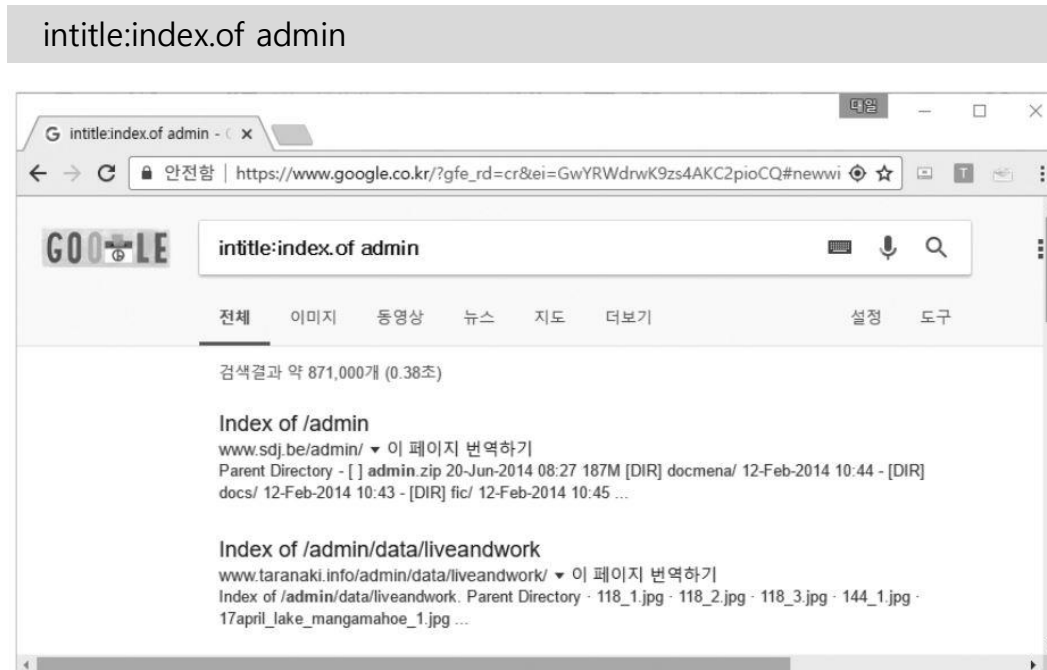 intitle:index.of admin
태일
G intitle:index.of admin - G
안전함 | https://www.google.co.kr/?gfe_rd=cr&ei=GwYRWdrwK9zs4AKC2pioCQ#newwi
T
GOOGLE intitle:index.of admin
전체 이미지 동영상 뉴스 지도 더보기 설정 도구
검색결과 약 871,000개 (0.38초)
Index of /admin
www.sdj.be/admin/ ▾ 이 페이지 번역하기
Parent Directory - [ ] admin.zip 20-Jun-2014 08:27 187M [DIR] docmena/ 12-Feb-2014 10:44 - [DIR]
docs/ 12-Feb-2014 10:43 - [DIR] fic/ 12-Feb-2014 10:45 ...
Index of /admin/data/liveandwork
www.taranaki.info/admin/data/liveandwork/ ▾ 이 페이지 번역하기
Index of /admin/data/liveandwork. Parent Directory · 118_1.jpg · 118_2.jpg · 118_3.jpg · 144_1.jpg ·
17april_lake_mangamahoe_1.jpg ...